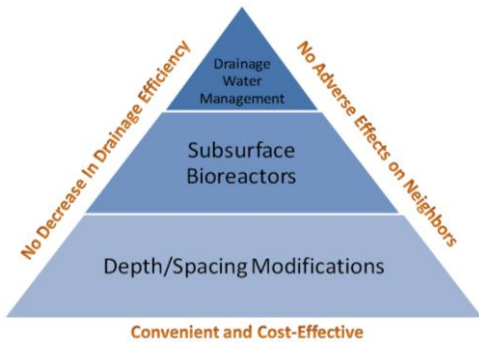 Drainage
Water
Management
No Decrease In Drainage Efficiency
No Adverse Effects on Neighbors
Subsurface
Bioreactors
Depth/Spacing Modifications
Convenient and Cost-Effective